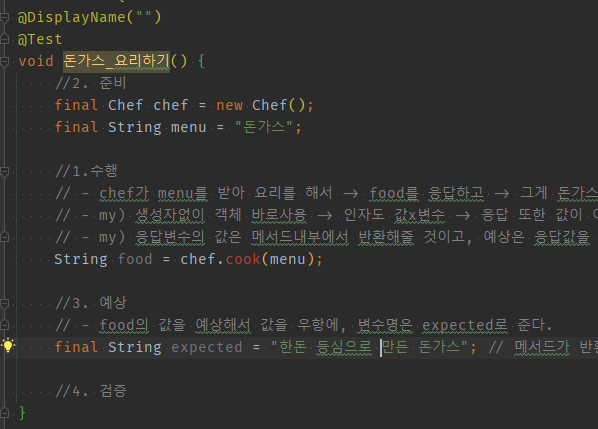 @DisplayName("")
@Test
void 돈가스_요리하기() {
//2. 준비
final Chef chef = new Chef();
final String menu = "돈가스";
//1.수행
// - chef가 menu를 받아 요리를 해서 -> food를 응답하고 -> 그게 돈가스
// - my) 생성자없이 객체 바로사용 -> 인자도 값x변수 -> 응답 또한 값이
// - my) 응답변수의 값은 메서드내부에서 반환해줄 것이고, 예상은 응답값을
String food = chef.cook(menu);
//3. 예상
// - food의 값을 예상해서 값을 우항에, 변수명은 expected로 준다.
final String expected = "한돈 등심으로 만든 돈가스"; // 메서드가 반환
//4. 검증
}